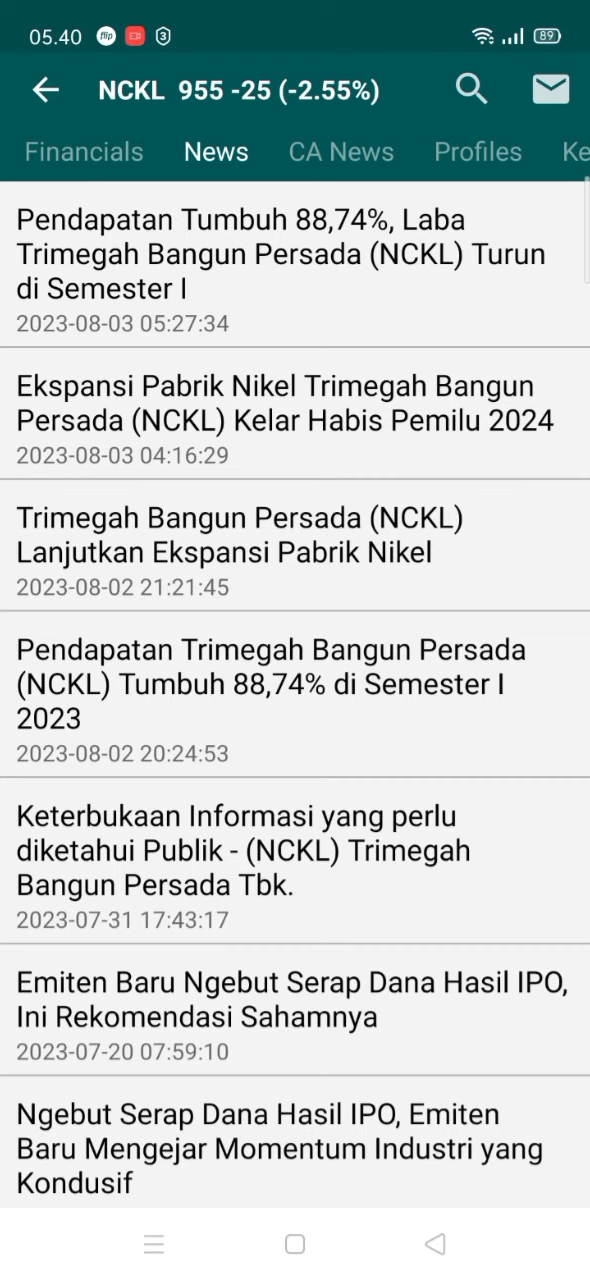 05.40 flip 3 89
NCKL 955 -25 (-2.55%)
Financials News CA News Profiles Ke
Pendapatan Tumbuh 88,74%, Laba
Trimegah Bangun Persada (NCKL) Turun
di Semester I
2023-08-03 05:27:34
Ekspansi Pabrik Nikel Trimegah Bangun
Persada (NCKL) Kelar Habis Pemilu 2024
2023-08-03 04:16:29
Trimegah Bangun Persada (NCKL)
Lanjutkan Ekspansi Pabrik Nikel
2023-08-02 21:21:45
Pendapatan Trimegah Bangun Persada
(NCKL) Tumbuh 88,74% di Semester I
2023
2023-08-02 20:24:53
Keterbukaan Informasi yang perlu
diketahui Publik - (NCKL) Trimegah
Bangun Persada Tbk.
2023-07-31 17:43:17
Emiten Baru Ngebut Serap Dana Hasil IPO,
Ini Rekomendasi Sahamnya
2023-07-20 07:59:10
Ngebut Serap Dana Hasil IPO, Emiten
Baru Mengejar Momentum Industri yang
Kondusif